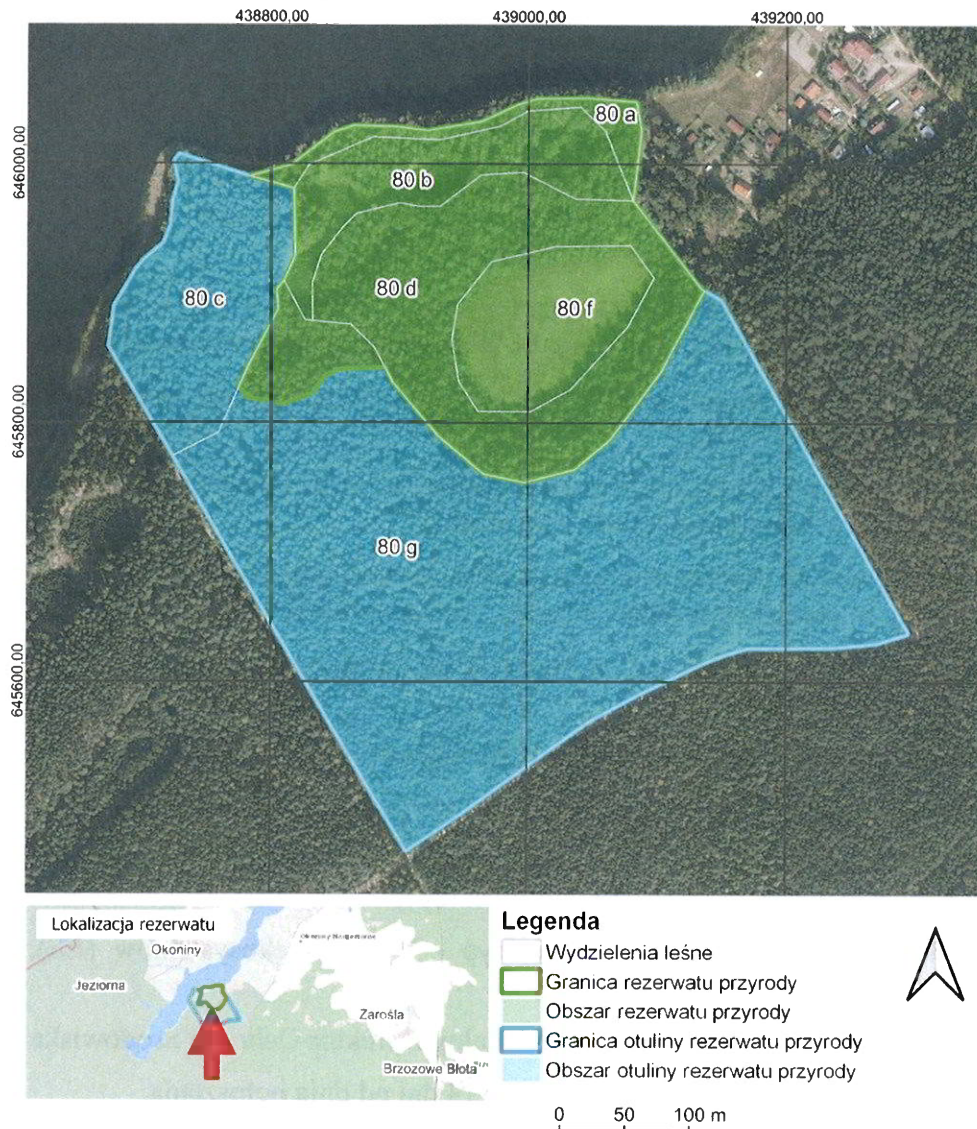 438800,00 439000,00 439200,00
646000,00
645800,00
645600,00
80 a
80 b
80 c
80 d
80 f
80 g
Lokalizacja rezerwatu
Okoniny
Jeziorna
Zarośla
Brzozowe Błota
Legenda
Wydzielenia leśne
Granica rezerwatu przyrody
Obszar rezerwatu przyrody
Granica otuliny rezerwatu przyrody
Obszar otuliny rezerwatu przyrody
0 50 100 m